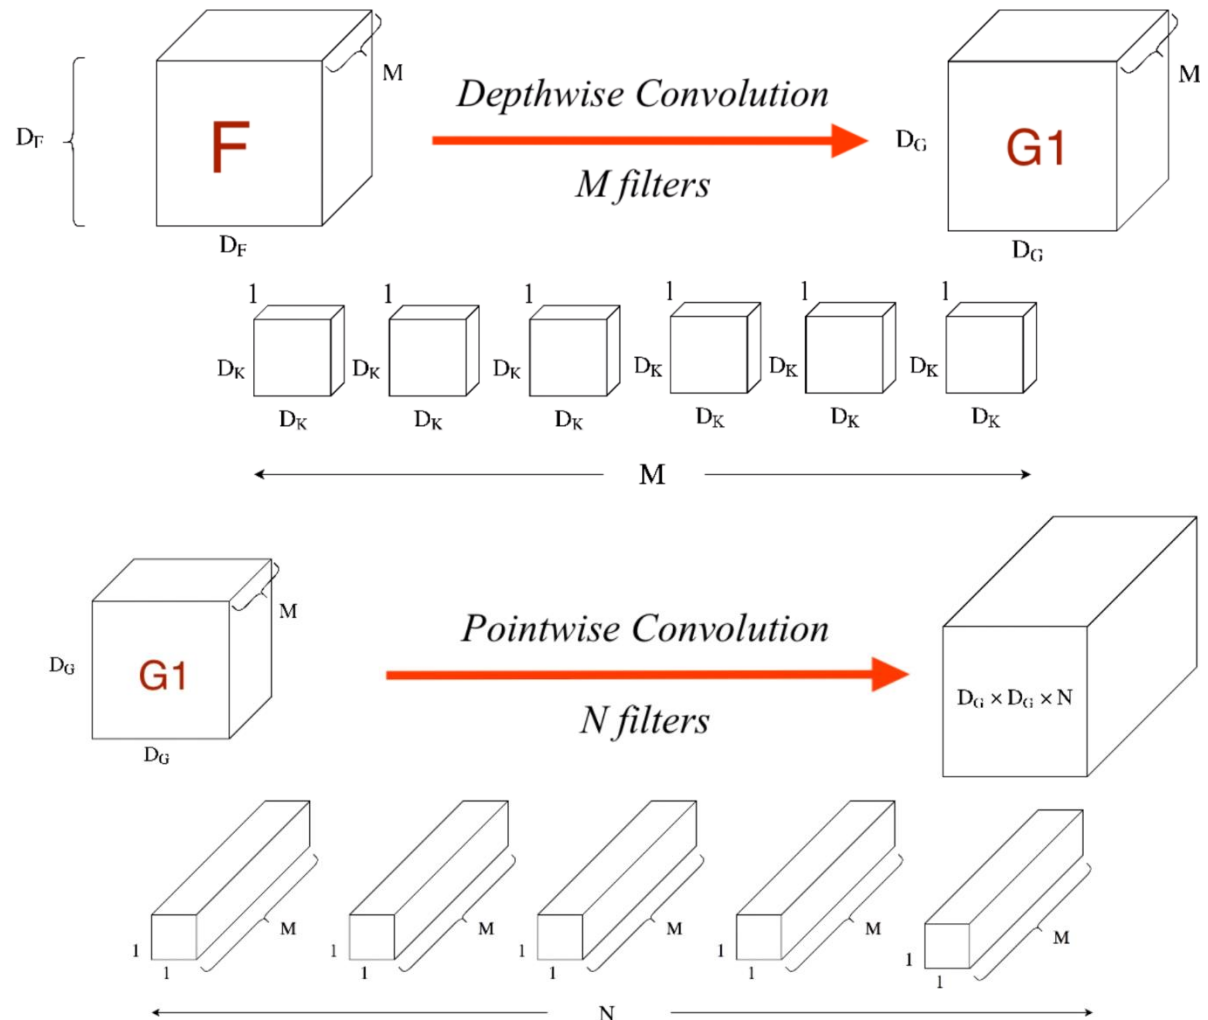 M
D_F
F
Depthwise Convolution
M filters
D_F
M
D_G
G1
D_G
1 1 1 1 1 1
D_K D_K D_K D_K D_K D_K
D_K D_K D_K D_K D_K D_K
M
M
D_G
G1
D_G
Pointwise Convolution
N filters
D_G × D_G × N
M M M M M
1 1 1 1 1
1 1 1 1 1
N